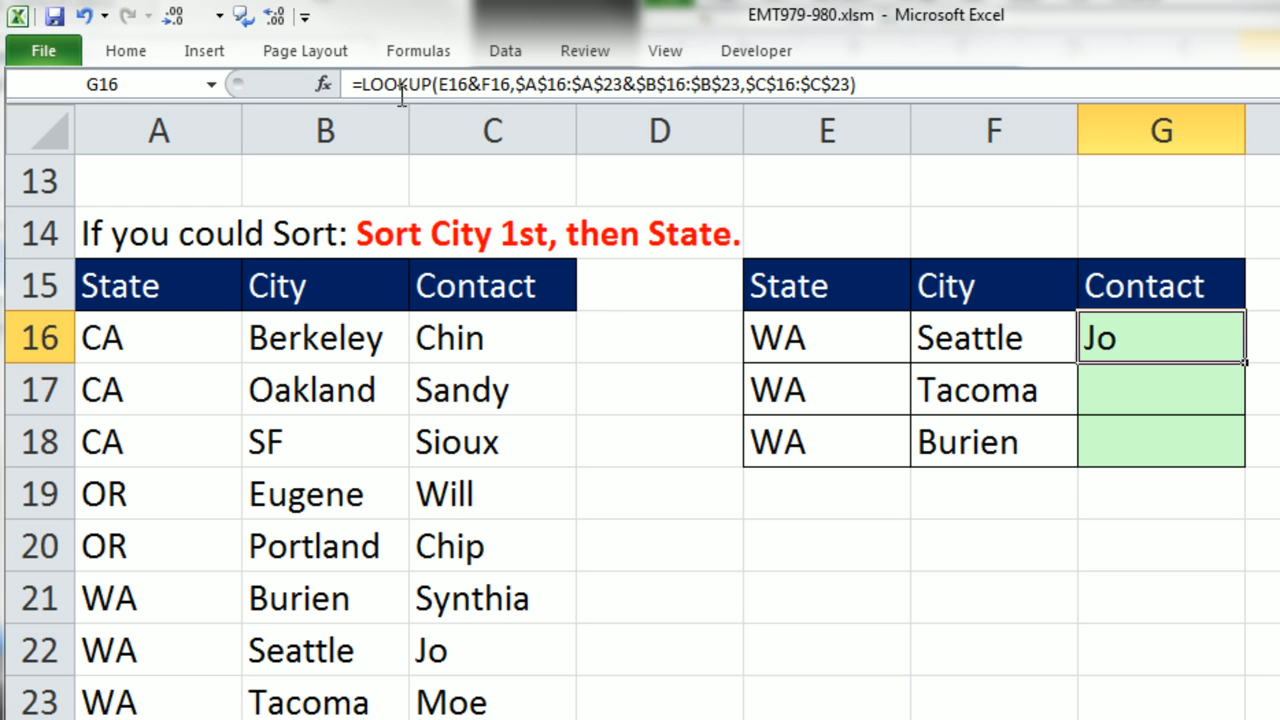 EMT979-980.xlsm - Microsoft Excel
File Home Insert Page Layout Formulas Data Review View Developer
G16 fx =LOOKUP(E16&F16,$A$16:$A$23&$B$16:$B$23,$C$16:$C$23)
A B C D E F G
13
14 If you could Sort: Sort City 1st, then State.
15 State City Contact State City Contact
16 CA Berkeley Chin WA Seattle Jo
17 CA Oakland Sandy WA Tacoma
18 CA SF Sioux WA Burien
19 OR Eugene Will
20 OR Portland Chip
21 WA Burien Synthia
22 WA Seattle Jo
23 WA Tacoma Moe